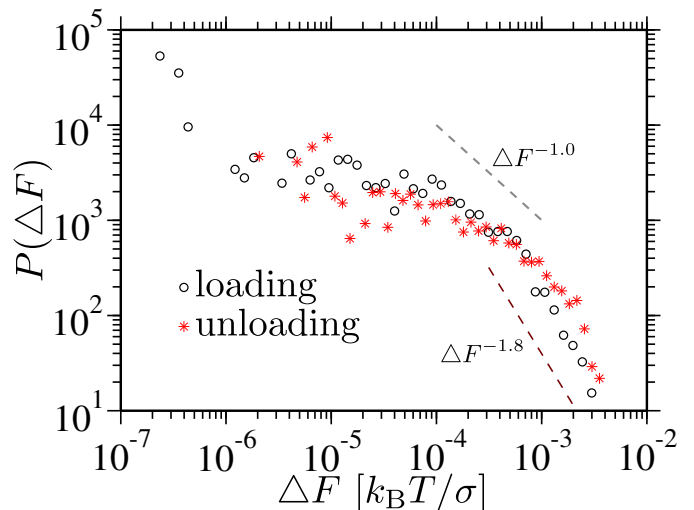 10^5
10^4
10^3
10^2
10^1
P(△F)
△F^{-1.0}
○ loading
✳ unloading
△F^{-1.8}
10^{-7} 10^{-6} 10^{-5} 10^{-4} 10^{-3} 10^{-2}
△F [k_BT/σ]